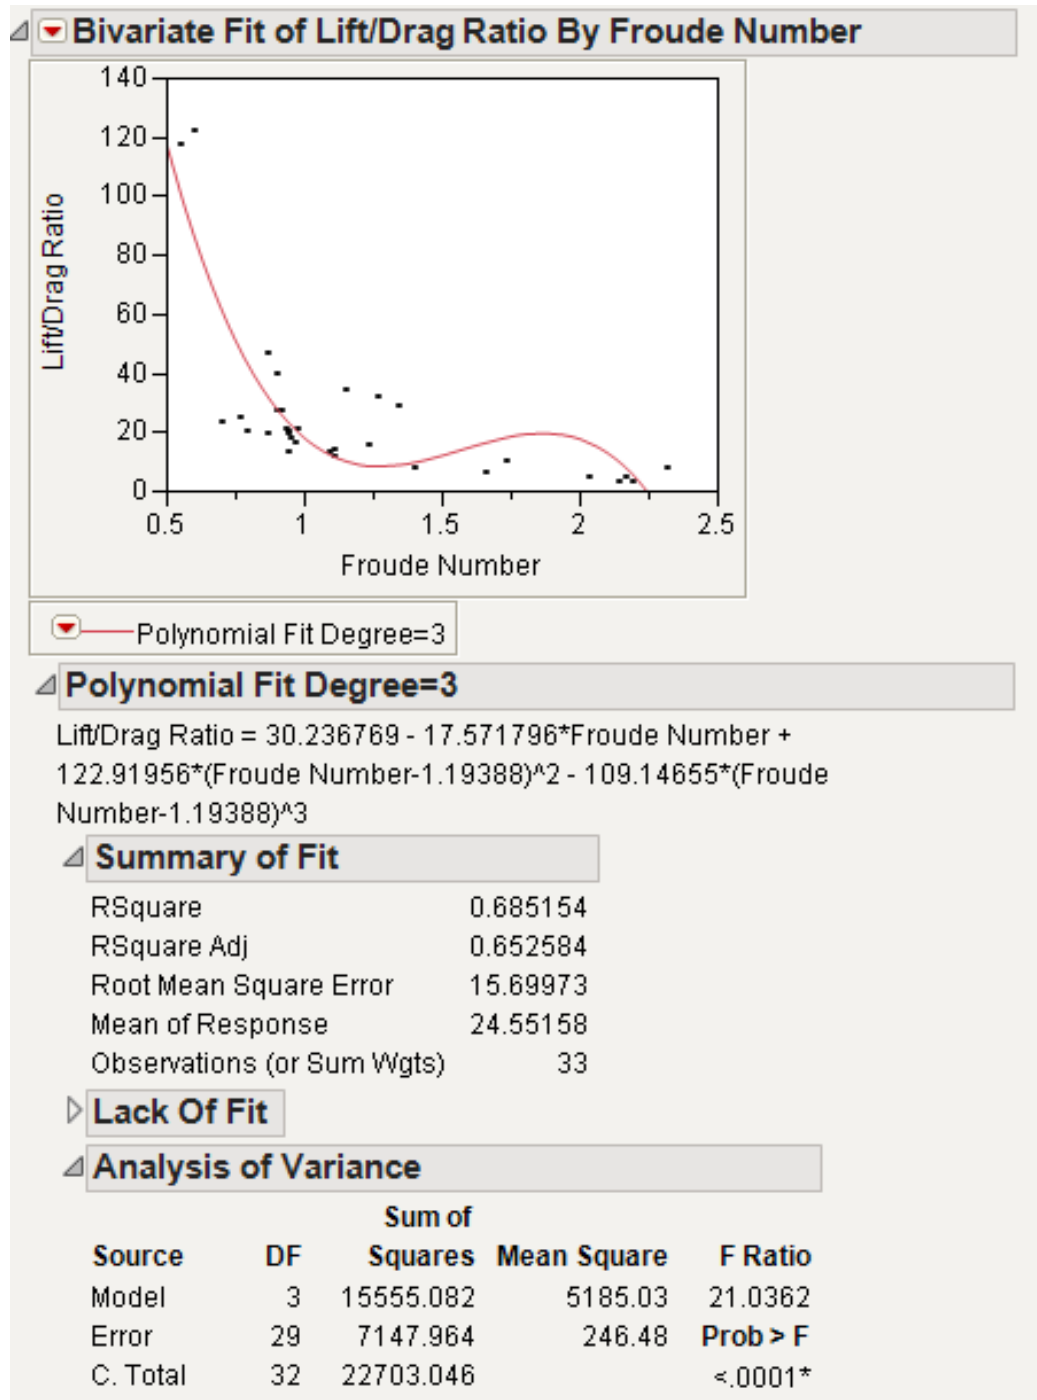 Bivariate Fit of Lift/Drag Ratio By Froude Number
140
120
100
80
60
40
20
0
Lift/Drag Ratio
0.5 1 1.5 2 2.5
Froude Number
Polynomial Fit Degree=3
Polynomial Fit Degree=3
Lift/Drag Ratio = 30.236769 - 17.571796*Froude Number +
122.91956*(Froude Number-1.19388)^2 - 109.14655*(Froude
Number-1.19388)^3
Summary of Fit
RSquare 0.685154
RSquare Adj 0.652584
Root Mean Square Error 15.69973
Mean of Response 24.55158
Observations (or Sum Wgts) 33
Lack Of Fit
Analysis of Variance
Sum of
Source DF Squares Mean Square F Ratio
Model 3 15555.082 5185.03 21.0362
Error 29 7147.964 246.48 Prob > F
C. Total 32 22703.046 <.0001*